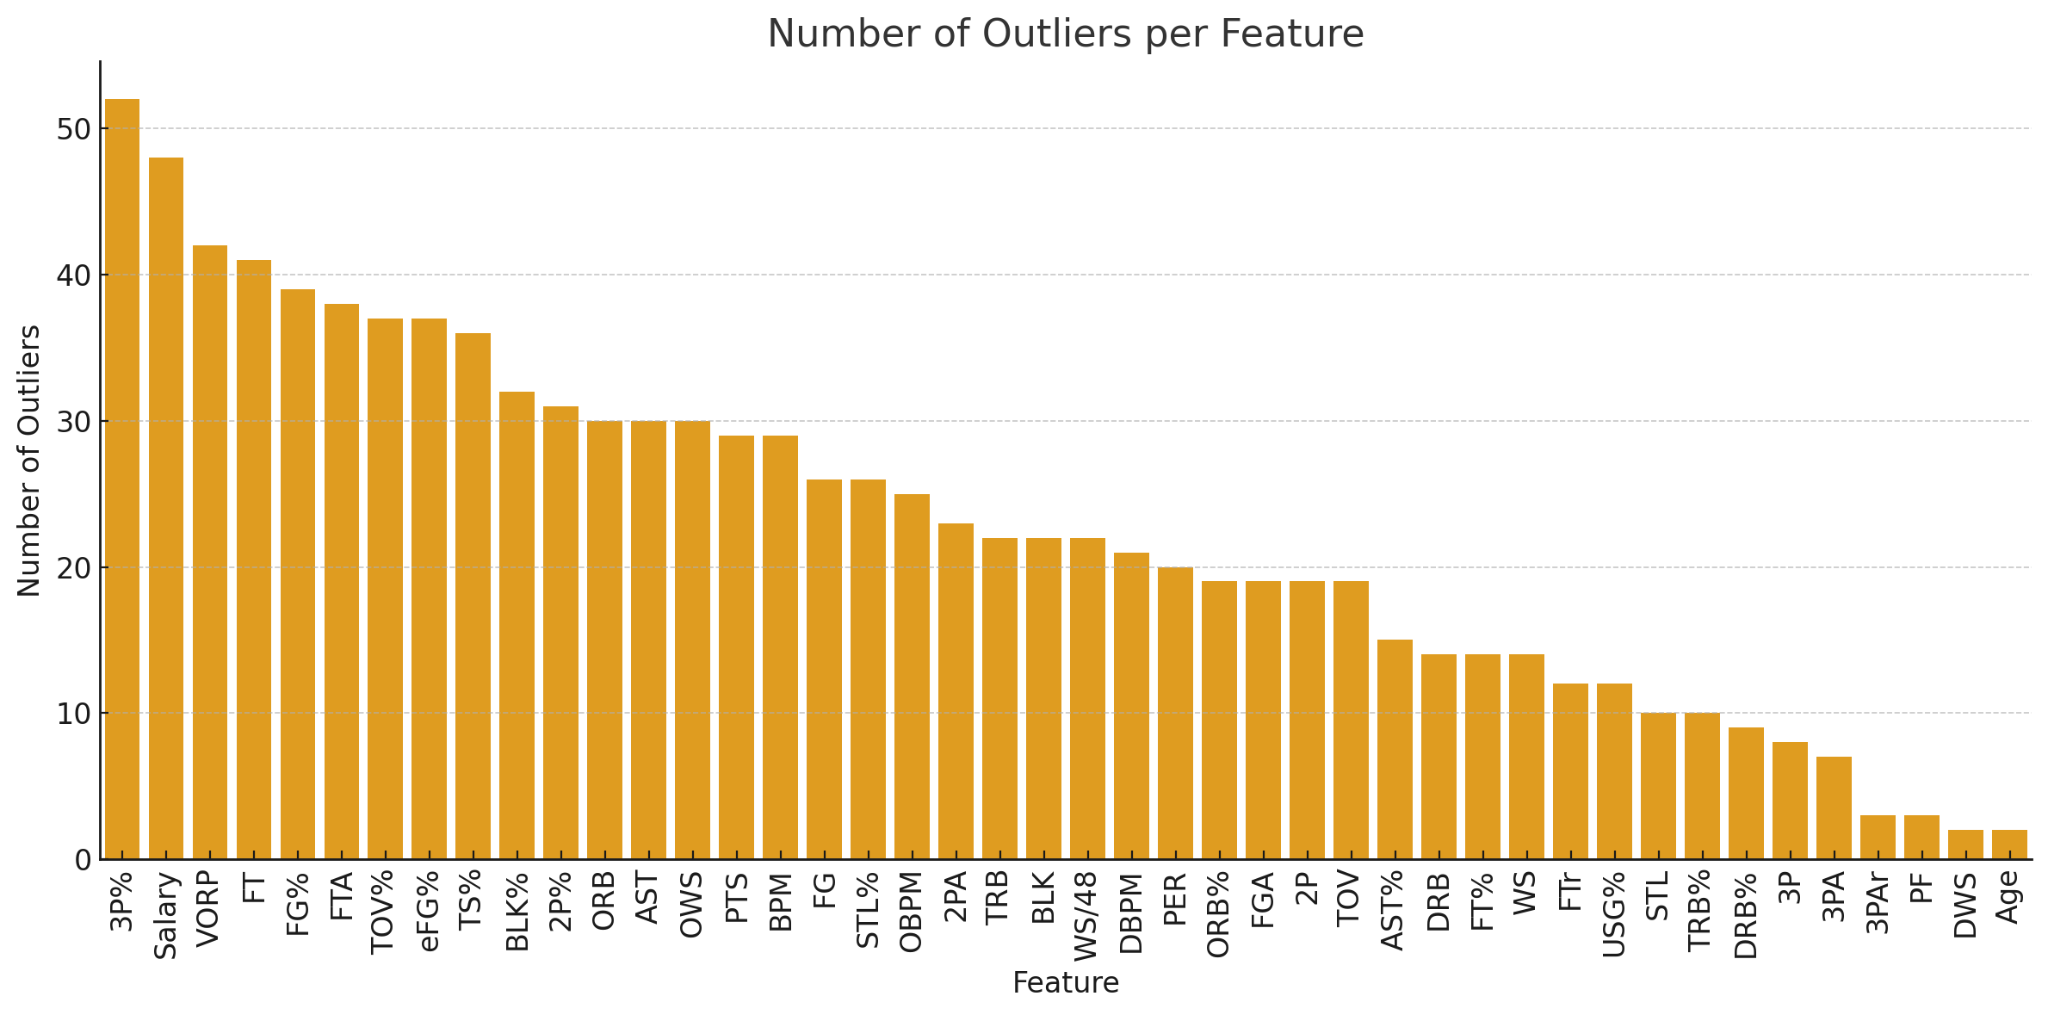 Number of Outliers per Feature
Number of Outliers
50
40
30
20
10
0
3P%
Salary
VORP
FT
FG%
FTA
TOV%
eFG%
TS%
BLK%
2P%
ORB
AST
OWS
PTS
BPM
FG
STL%
OBPM
2PA
TRB
BLK
WS/48
DBPM
PER
ORB%
FGA
2P
TOV
AST%
DRB
FT%
WS
FTr
USG%
STL
TRB%
DRB%
3P
3PA
3PAr
PF
DWS
Age
Feature